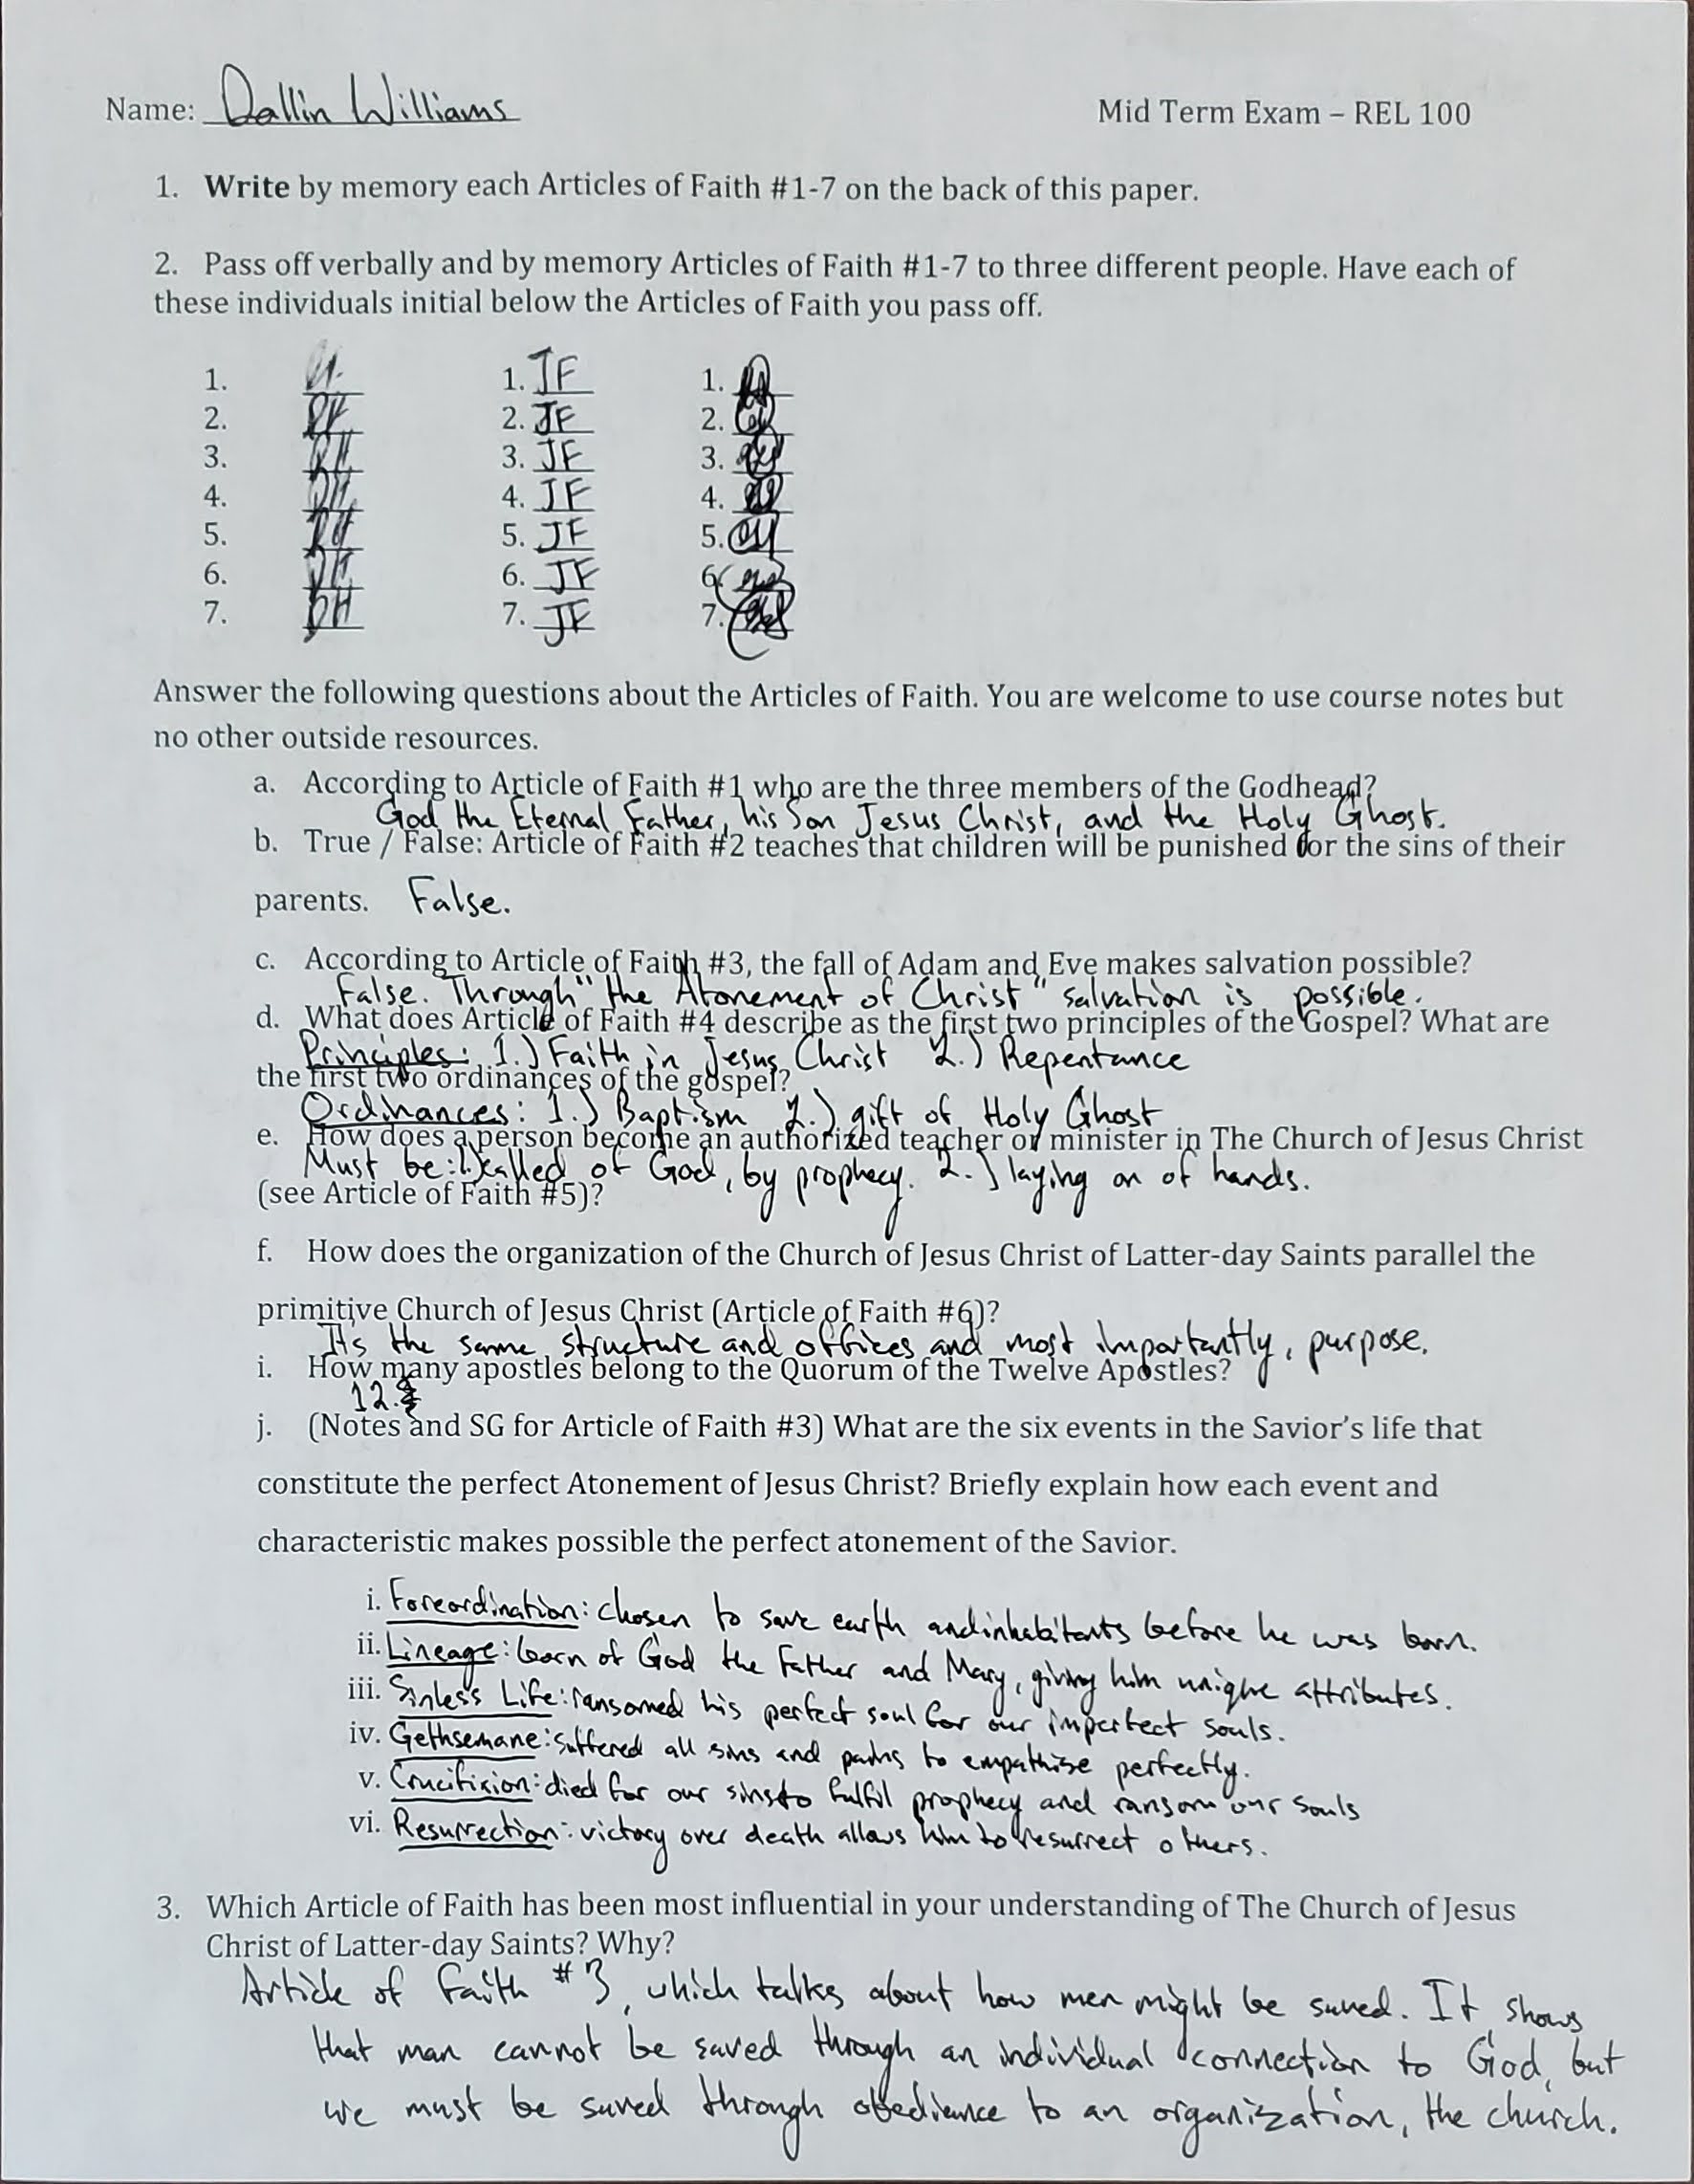 Name: Dallin Williams Mid Term Exam – REL 100
1. Write by memory each Articles of Faith #1-7 on the back of this paper.
2. Pass off verbally and by memory Articles of Faith #1-7 to three different people. Have each of
these individuals initial below the Articles of Faith you pass off.
1. 1. JF 1.
2. 2. JF 2.
3. 3. JF 3.
4. 4. JF 4.
5. 5. JF 5.
6. 6. JF 6
7. 7. JF 7.
Answer the following questions about the Articles of Faith. You are welcome to use course notes but
no other outside resources.
a. According to Article of Faith #1 who are the three members of the Godhead?
God the Eternal Father, his Son Jesus Christ, and the Holy Ghost.
b. True / False: Article of Faith #2 teaches that children will be punished for the sins of their
parents. False.
c. According to Article of Faith #3, the fall of Adam and Eve makes salvation possible?
False. Through "the Atonement of Christ" salvation is possible.
d. What does Article of Faith #4 describe as the first two principles of the Gospel? What are
Principles: 1.) Faith in Jesus Christ 2.) Repentance
the first two ordinances of the gospel?
Ordinances: 1.) Baptism 2.) gift of Holy Ghost
e. How does a person become an authorized teacher or minister in The Church of Jesus Christ
Must be: 1.) called of God, by prophecy. 2.) laying on of hands.
(see Article of Faith #5)?
f. How does the organization of the Church of Jesus Christ of Latter-day Saints parallel the
primitive Church of Jesus Christ (Article of Faith #6)?
Its the same structure and offices and most importantly, purpose.
i. How many apostles belong to the Quorum of the Twelve Apostles?
12.
j. (Notes and SG for Article of Faith #3) What are the six events in the Savior's life that
constitute the perfect Atonement of Jesus Christ? Briefly explain how each event and
characteristic makes possible the perfect atonement of the Savior.
i. Foreordination: chosen to save earth and inhabitants before he was born.
ii. Lineage: born of God the Father and Mary, giving him unique attributes.
iii. Sinless Life: ransomed his perfect soul for our imperfect souls.
iv. Gethsemane: suffered all sins and pains to empathise perfectly.
v. Crucifixion: died for our sins to fulfil prophecy and ransom our souls
vi. Resurrection: victory over death allows him to resurrect others.
3. Which Article of Faith has been most influential in your understanding of The Church of Jesus
Christ of Latter-day Saints? Why?
Article of Faith #3, which talks about how men might be saved. It shows
that man cannot be saved through an individual connection to God, but
we must be saved through obedience to an organization, the church.